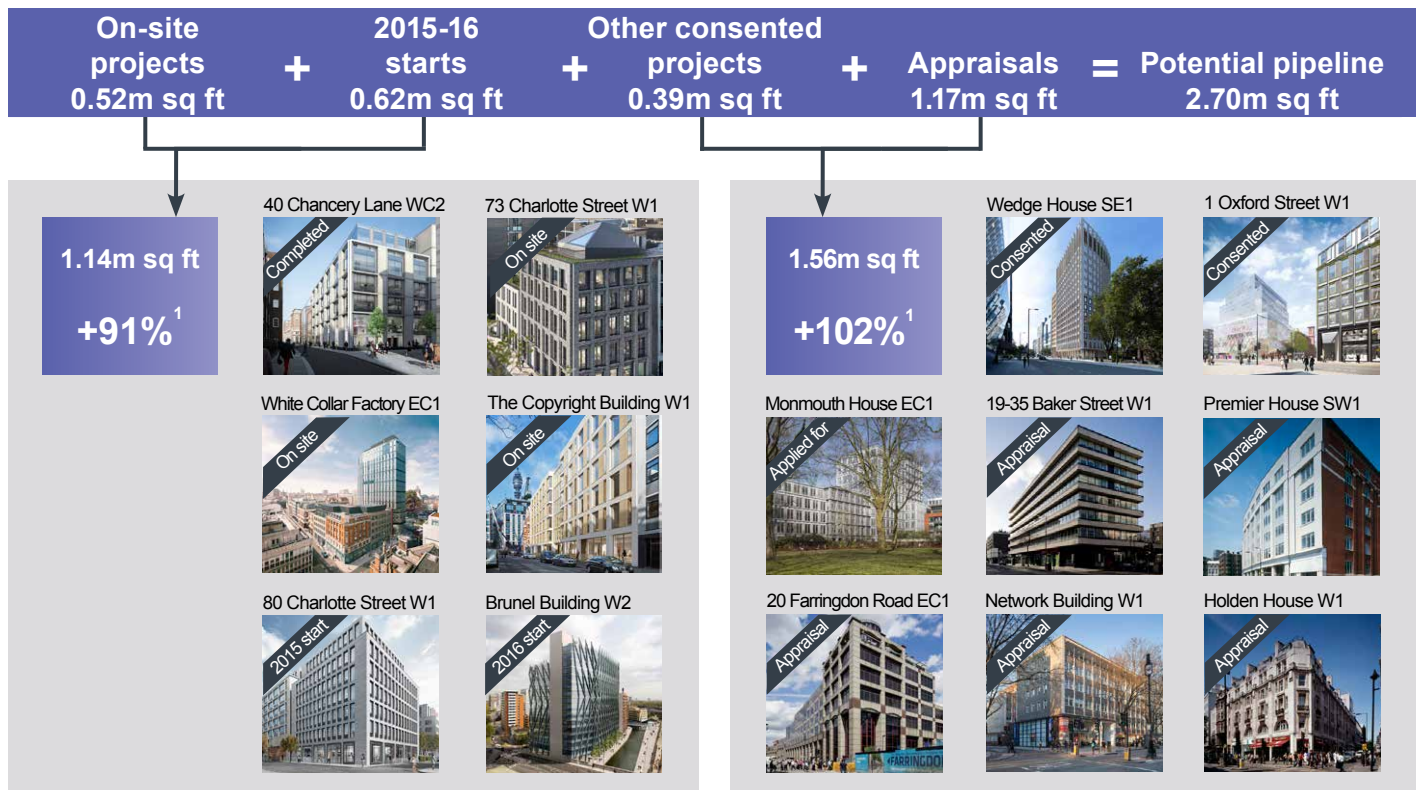 On-site
projects
0.52m sq ft
+
2015-16
starts
0.62m sq ft
+
Other consented
projects
0.39m sq ft
+
Appraisals
1.17m sq ft
=
Potential pipeline
2.70m sq ft
1.14m sq ft
+91%1
40 Chancery Lane WC2
Completed
73 Charlotte Street W1
On site
White Collar Factory EC1
On site
The Copyright Building W1
On site
80 Charlotte Street W1
2015 start
Brunel Building W2
2016 start
1.56m sq ft
+102%1
Wedge House SE1
Consented
1 Oxford Street W1
Consented
Monmouth House EC1
Applied for
19-35 Baker Street W1
Appraisal
Premier House SW1
Appraisal
20 Farringdon Road EC1
Appraisal
FARRINGDO
Network Building W1
Appraisal
Holden House W1
Appraisal